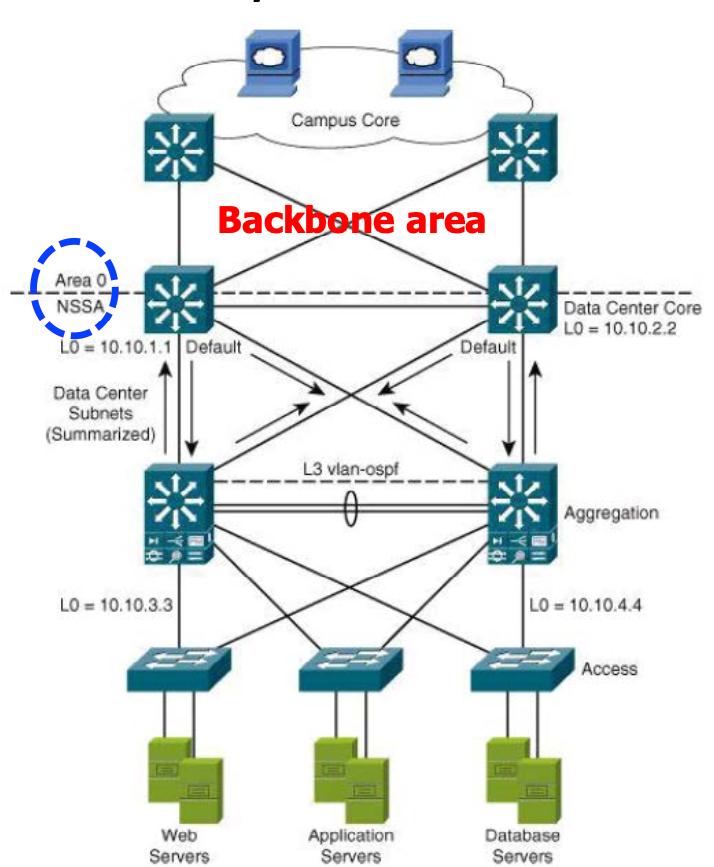 Campus Core
Backbone area
Area 0
NSSA
Data Center Core
L0 = 10.10.2.2
L0 = 10.10.1.1
Default
Default
Data Center
Subnets
(Summarized)
L3 vlan-ospf
Aggregation
L0 = 10.10.3.3
L0 = 10.10.4.4
Access
Web
Servers
Application
Servers
Database
Servers